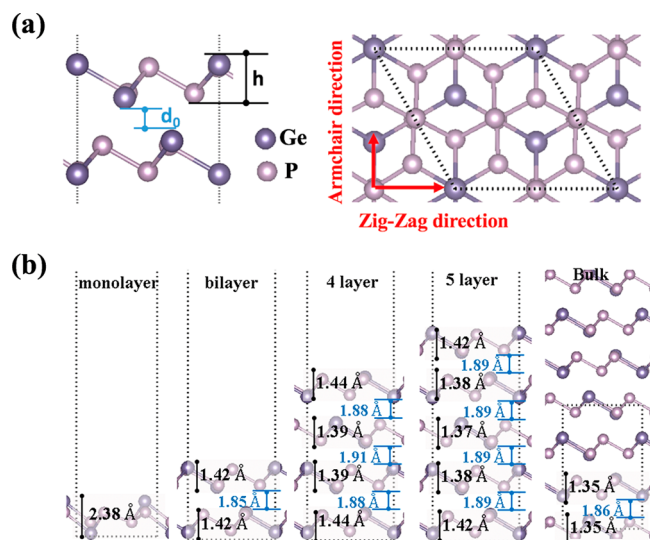 (a)
h
d₀
Ge
P
Armchair direction
Zig-Zag direction
(b)
monolayer
bilayer
4 layer
5 layer
Bulk
2.38 Å
1.42 Å
1.85 Å
1.42 Å
1.44 Å
1.88 Å
1.39 Å
1.91 Å
1.39 Å
1.88 Å
1.44 Å
1.42 Å
1.89 Å
1.38 Å
1.89 Å
1.37 Å
1.89 Å
1.38 Å
1.89 Å
1.42 Å
1.35 Å
1.86 Å
1.35 Å